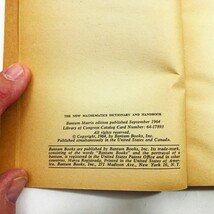 THE NEW MATHEMATICS DICTIONARY AND HANDBOOK
Bantam Matrix edition published September 1964
Library of Congress Catalog Card Number: 64-17891
All rights reserved.
© Copyright, 1964, by Bantam Books, Inc.
Published simultaneously in the United States and Canada.
Bantam Books are published by Bantam Books, Inc. Its trade-mark,
consisting of the words "Bantam Books" and the portrayal of a
bantam, is registered in the United States Patent Office and in other
countries. Marca Registrada. Printed in the United States of Amer-
ica. Bantam Books, Inc., 271 Madison Ave., New York 16, N. Y.